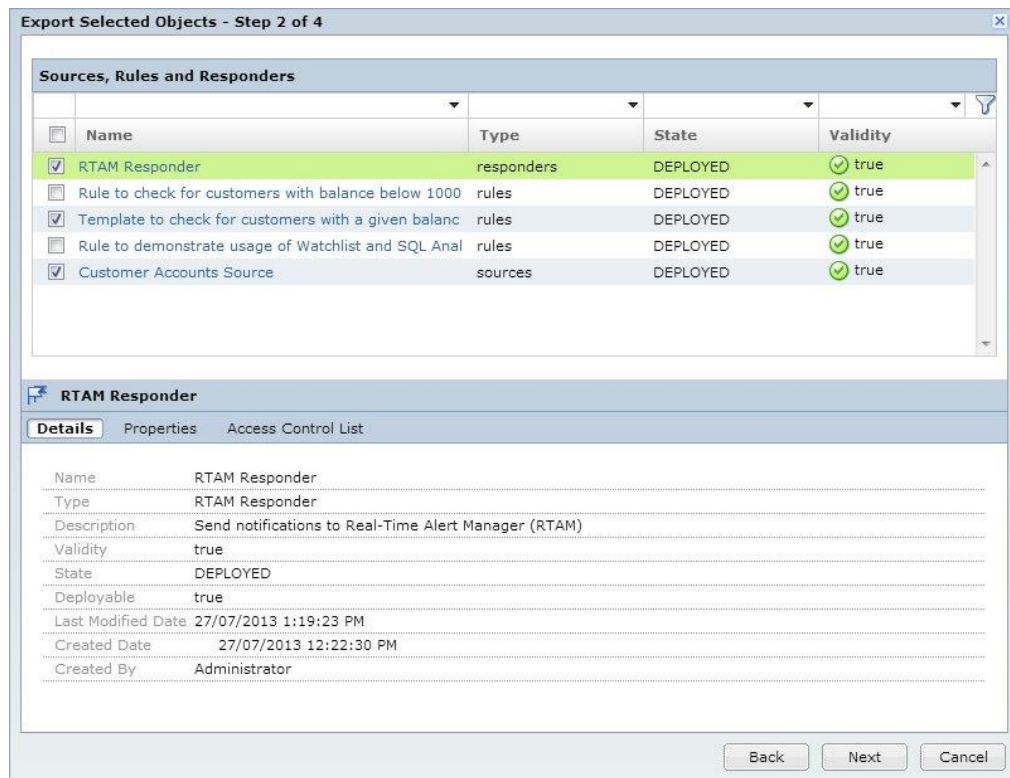 Export Selected Objects - Step 2 of 4
Sources, Rules and Responders
Name Type State Validity
RTAM Responder responders DEPLOYED true
Rule to check for customers with balance below 1000 rules DEPLOYED true
Template to check for customers with a given balanc rules DEPLOYED true
Rule to demonstrate usage of Watchlist and SQL Anal rules DEPLOYED true
Customer Accounts Source sources DEPLOYED true
RTAM Responder
Details Properties Access Control List
Name RTAM Responder
Type RTAM Responder
Description Send notifications to Real-Time Alert Manager (RTAM)
Validity true
State DEPLOYED
Deployable true
Last Modified Date 27/07/2013 1:19:23 PM
Created Date 27/07/2013 12:22:30 PM
Created By Administrator
Back Next Cancel